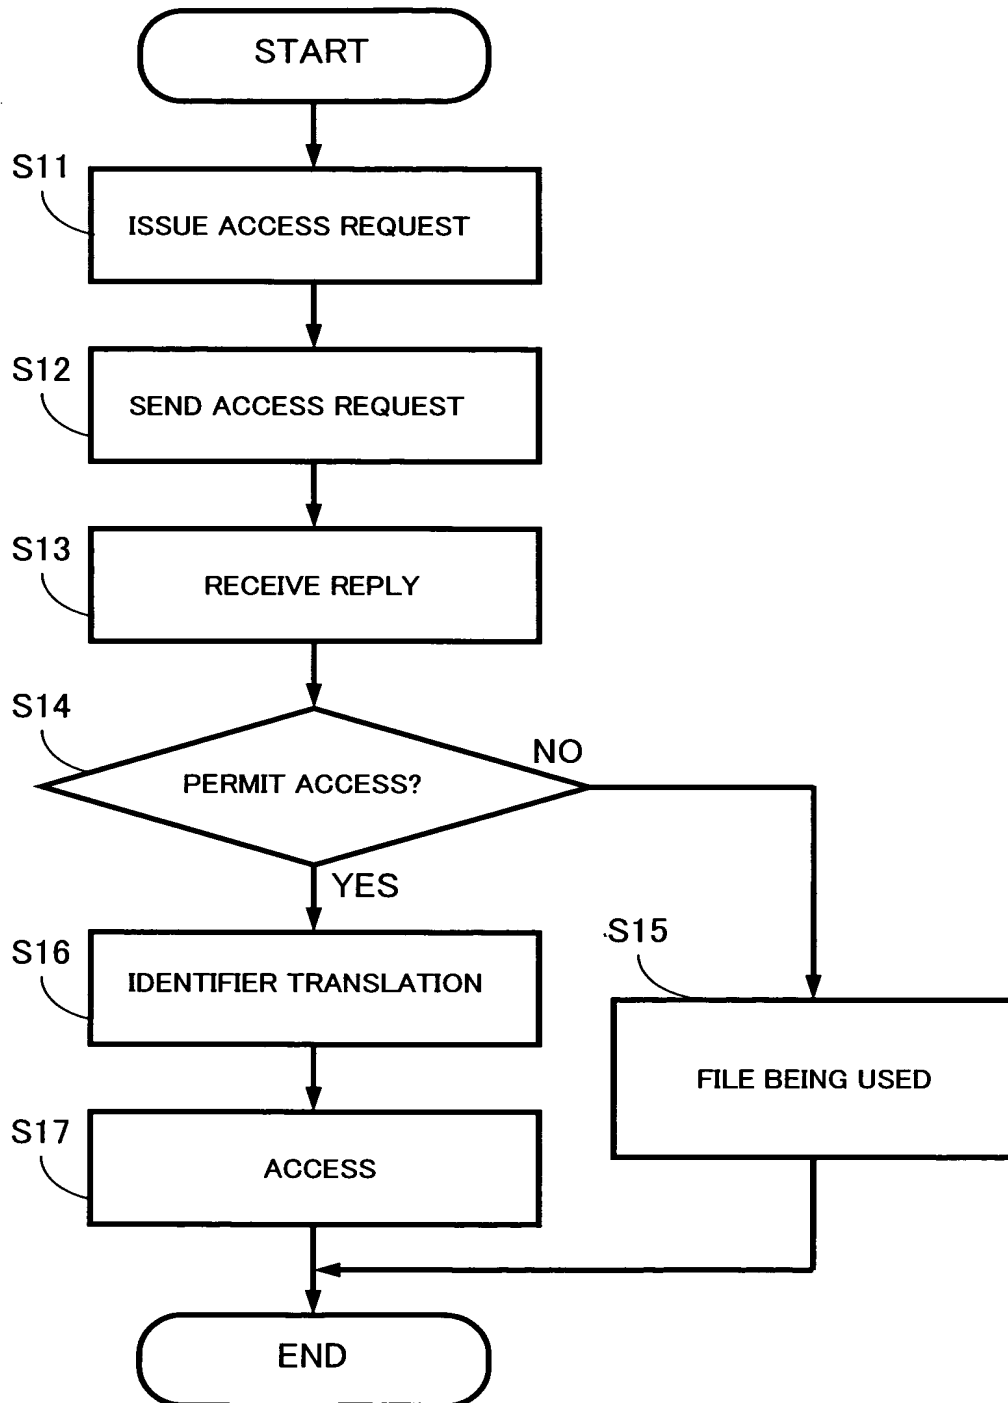 START
S11
ISSUE ACCESS REQUEST
S12
SEND ACCESS REQUEST
S13
RECEIVE REPLY
S14
PERMIT ACCESS?
NO
YES
S16
IDENTIFIER TRANSLATION
S15
FILE BEING USED
S17
ACCESS
END